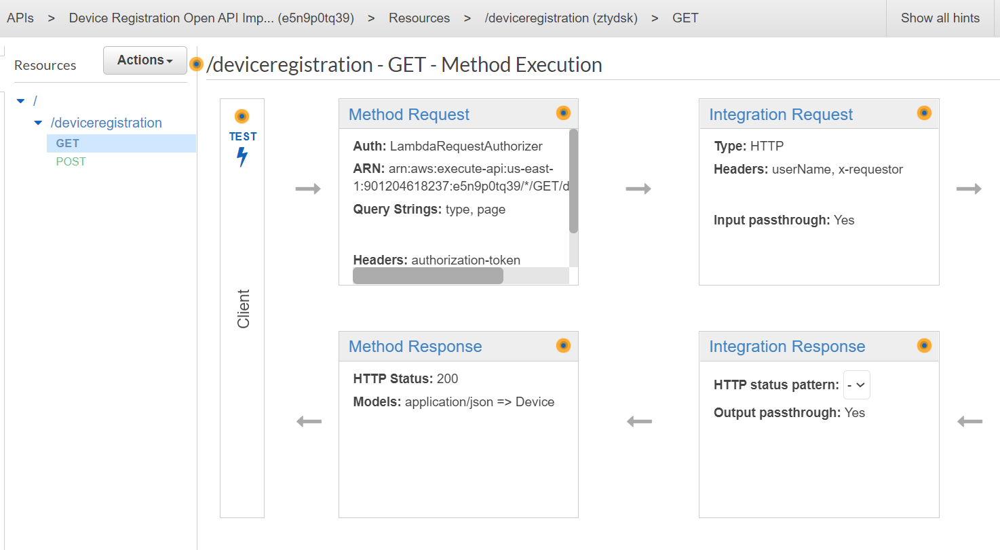 APIs > Device Registration Open API Imp... (e5n9p0tq39) > Resources > /deviceregistration (ztydsk) > GET
Show all hints
Resources
Actions
/
/deviceregistration
GET
POST
/deviceregistration - GET - Method Execution
TEST
Client
Method Request
Auth: LambdaRequestAuthorizer
ARN: arn:aws:execute-api:us-east-
1:901204618237:e5n9p0tq39/*/GET/d
Query Strings: type, page
Headers: authorization-token
Integration Request
Type: HTTP
Headers: userName, x-requestor
Input passthrough: Yes
Method Response
HTTP Status: 200
Models: application/json => Device
Integration Response
HTTP status pattern: -
Output passthrough: Yes